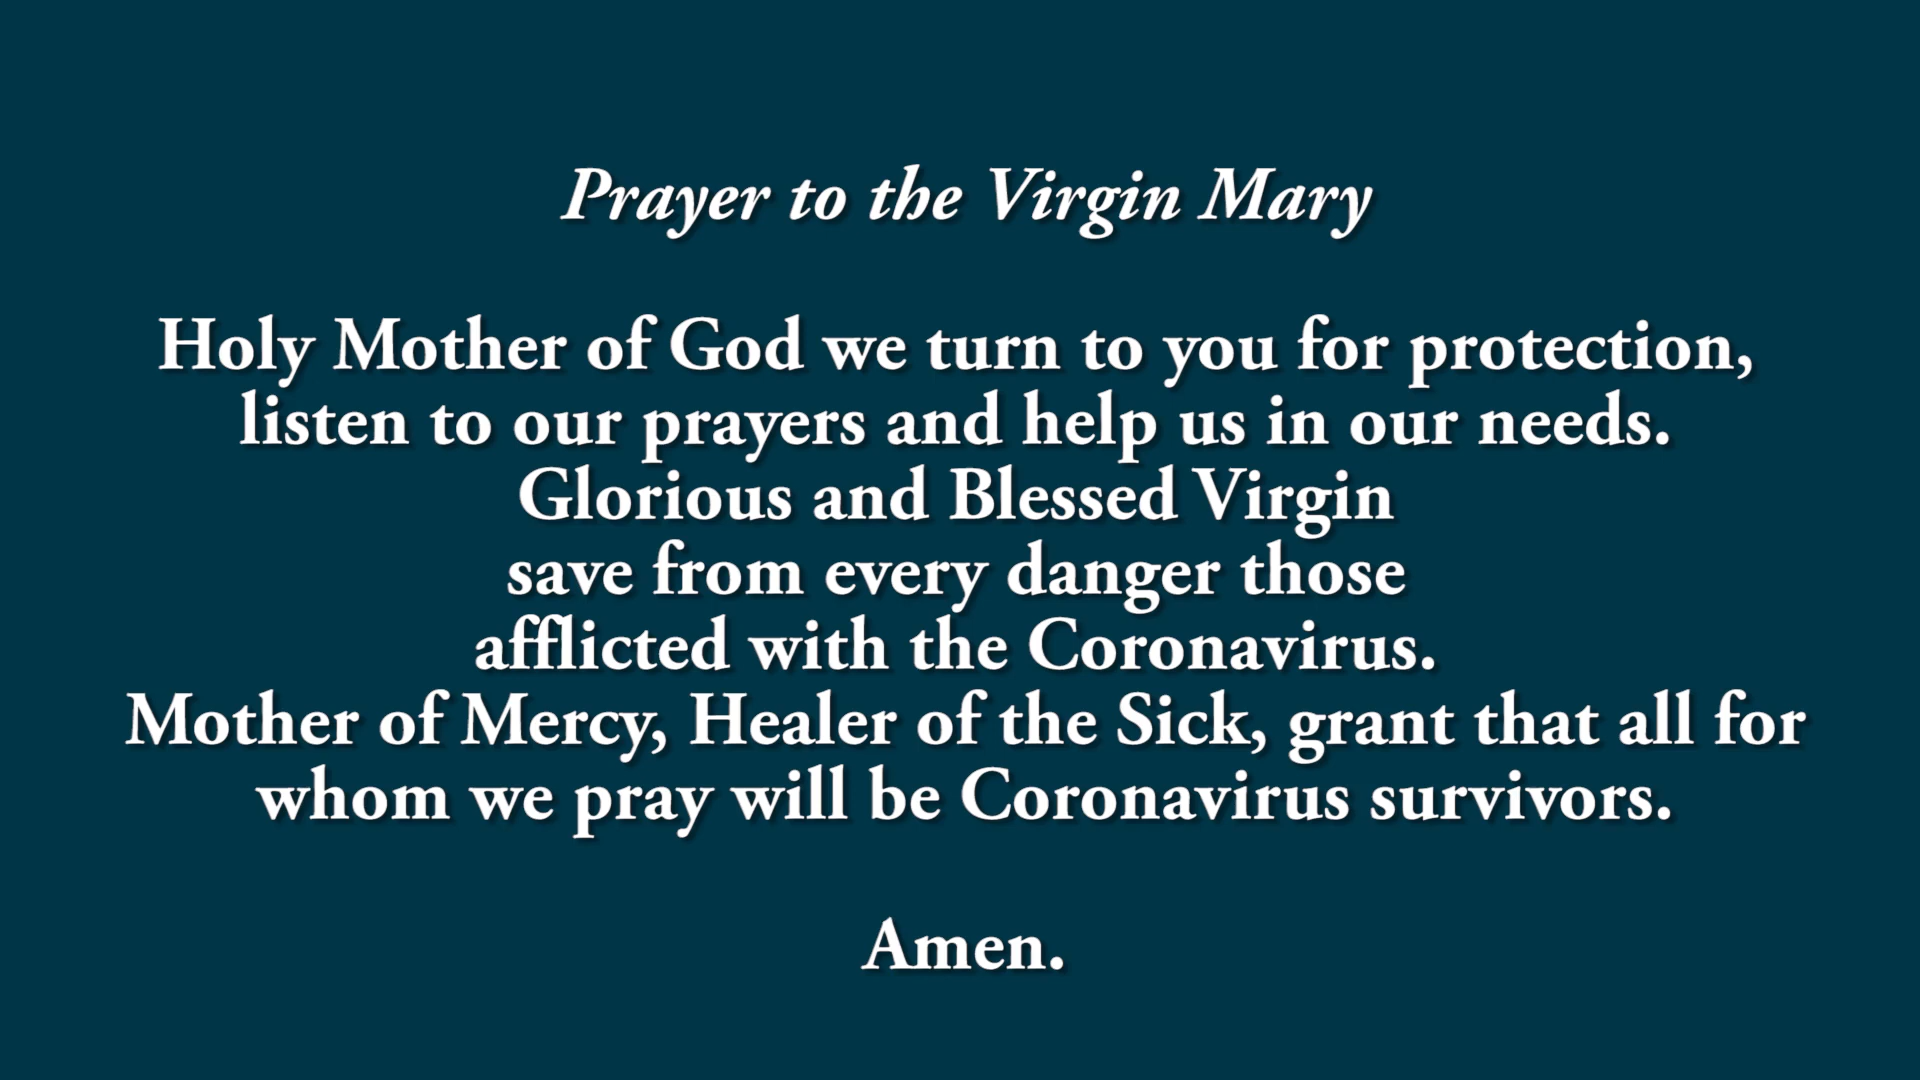 Prayer to the Virgin Mary
Holy Mother of God we turn to you for protection,
listen to our prayers and help us in our needs.
Glorious and Blessed Virgin
save from every danger those
afflicted with the Coronavirus.
Mother of Mercy, Healer of the Sick, grant that all for
whom we pray will be Coronavirus survivors.
Amen.